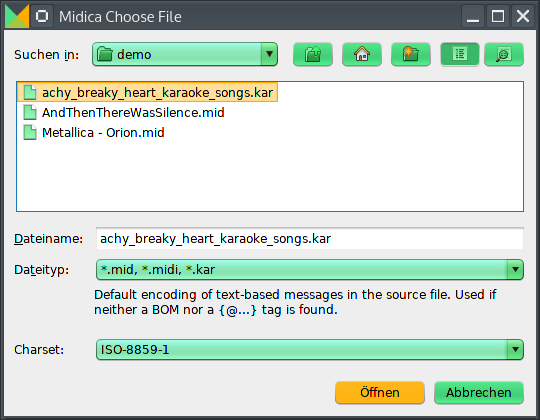 Midica Choose File
Suchen in: demo
achy_breaky_heart_karaoke_songs.kar
AndThenThereWasSilence.mid
Metallica - Orion.mid
Dateiname: achy_breaky_heart_karaoke_songs.kar
Dateityp: *.mid, *.midi, *.kar
Default encoding of text-based messages in the source file. Used if
neither a BOM nor a {@...} tag is found.
Charset: ISO-8859-1
Öffnen Abbrechen